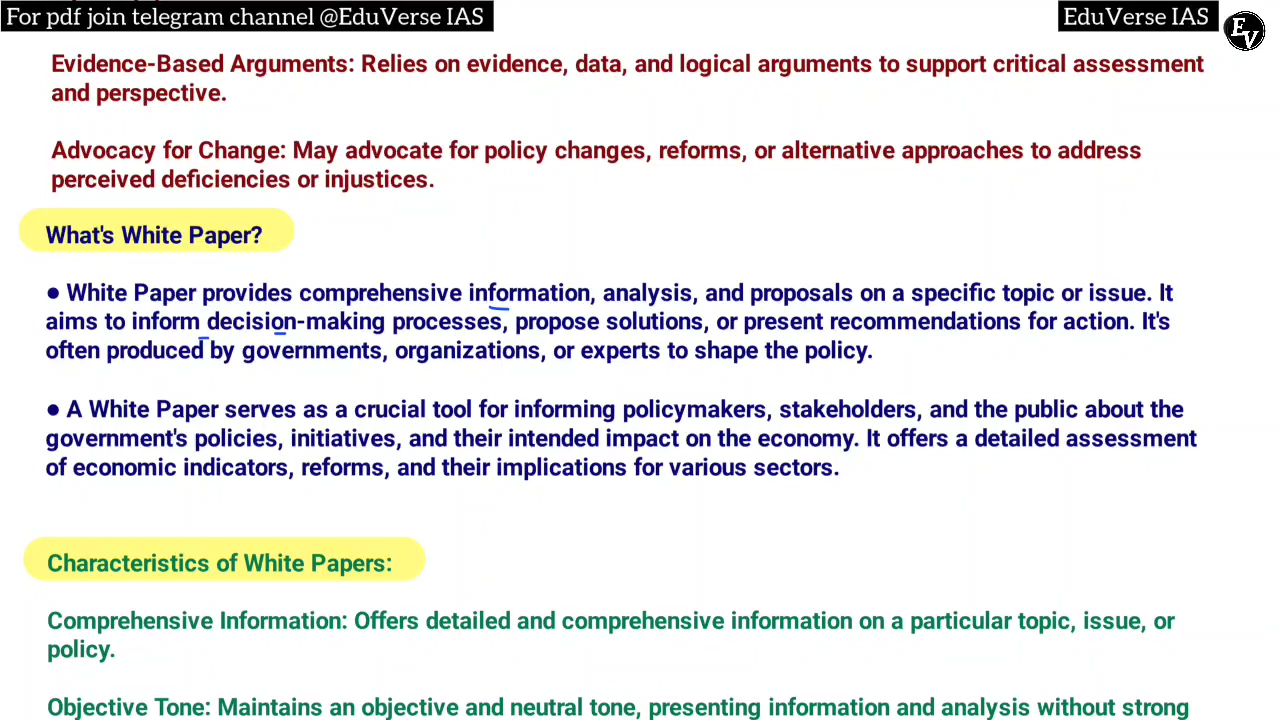 For pdf join telegram channel @EduVerse IAS
EduVerse IAS
EV
Evidence-Based Arguments: Relies on evidence, data, and logical arguments to support critical assessment
and perspective.
Advocacy for Change: May advocate for policy changes, reforms, or alternative approaches to address
perceived deficiencies or injustices.
What's White Paper?
● White Paper provides comprehensive information, analysis, and proposals on a specific topic or issue. It
aims to inform decision-making processes, propose solutions, or present recommendations for action. It's
often produced by governments, organizations, or experts to shape the policy.
● A White Paper serves as a crucial tool for informing policymakers, stakeholders, and the public about the
government's policies, initiatives, and their intended impact on the economy. It offers a detailed assessment
of economic indicators, reforms, and their implications for various sectors.
Characteristics of White Papers:
Comprehensive Information: Offers detailed and comprehensive information on a particular topic, issue, or
policy.
Objective Tone: Maintains an objective and neutral tone, presenting information and analysis without strong